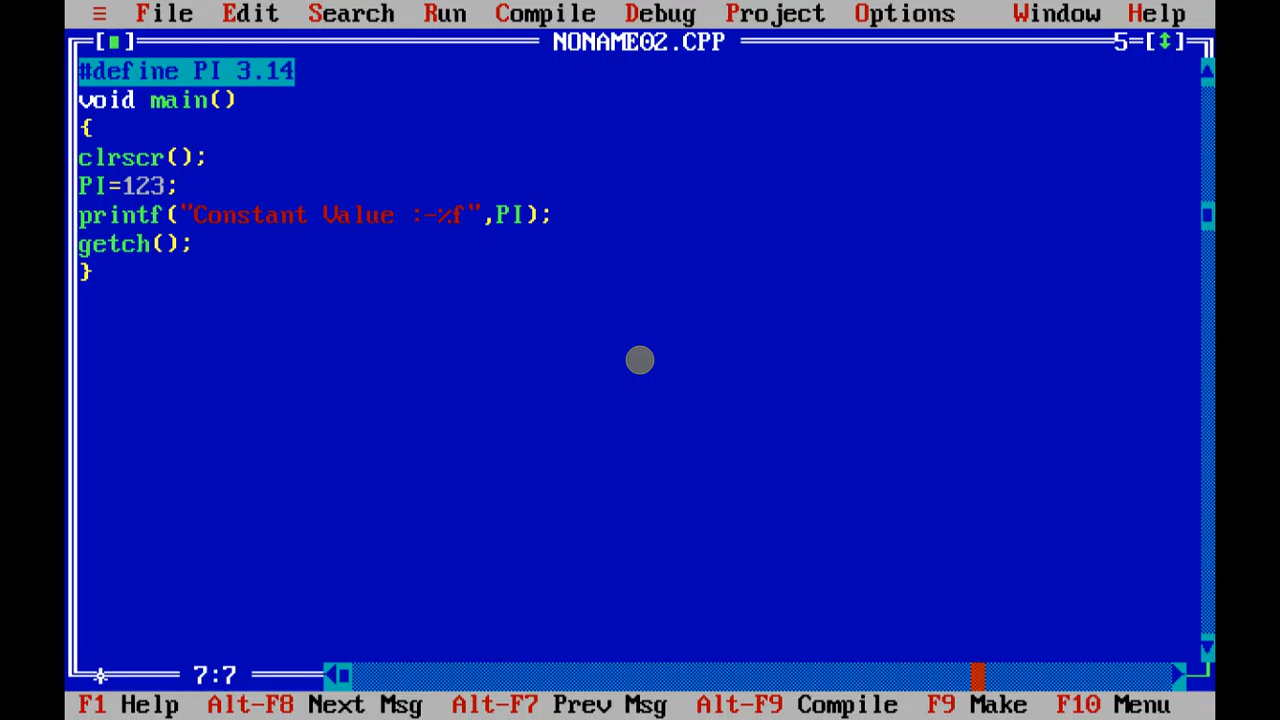 ≡ File Edit Search Run Compile Debug Project Options Window Help
[■] NONAME02.CPP 5=[↕]
#define PI 3.14
void main()
{
clrscr();
PI=123;
printf("Constant Value :-%f",PI);
getch();
}
7:7
F1 Help Alt-F8 Next Msg Alt-F7 Prev Msg Alt-F9 Compile F9 Make F10 Menu